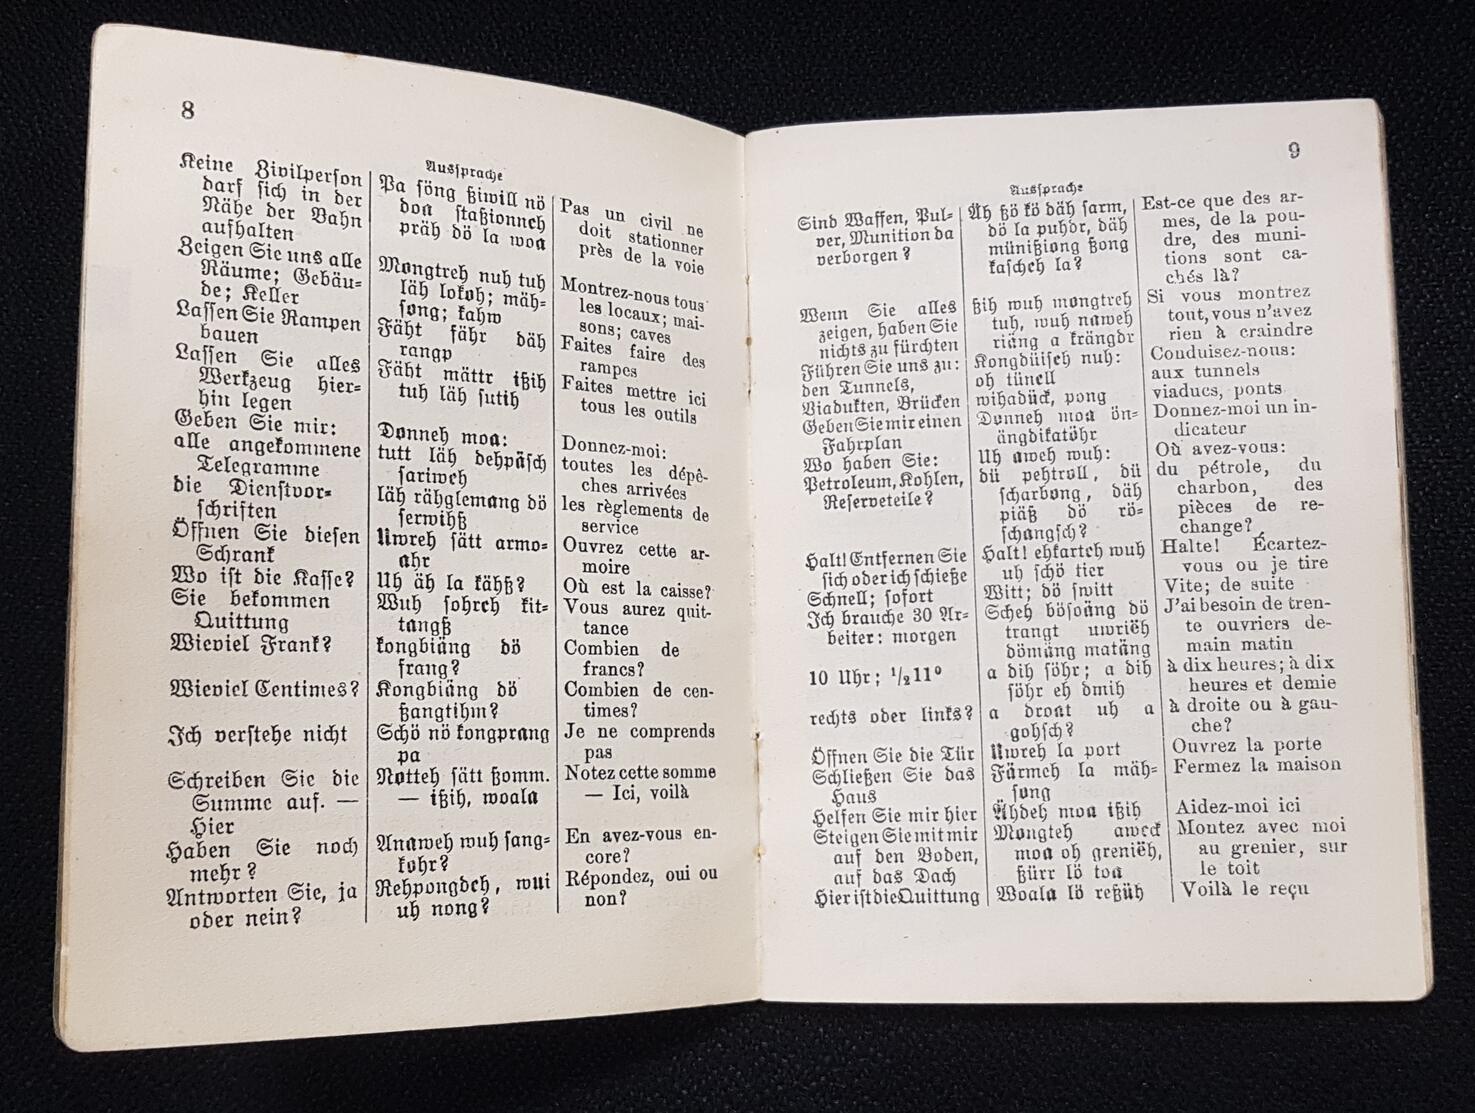 8
Aussprache
Keine Zivilperson
darf sich in der
Nähe der Bahn
aufhalten
Zeigen Sie uns alle
Räume; Gebäu=
de; Keller
Lassen Sie Rampen
bauen
Lassen Sie alles
Werkzeug hier=
hin legen
Geben Sie mir:
alle angekommene
Telegramme
die Dienstvor=
schriften
Öffnen Sie diesen
Schrank
Wo ist die Kasse?
Sie bekommen
Quittung
Wieviel Frank?
Wieviel Centimes?
Ich verstehe nicht
Schreiben Sie die
Summe auf. —
Hier
Haben Sie noch
mehr?
Antworten Sie, ja
oder nein?
Pa söng ßiwill nö
doa staßionneh
präh dö la woa
Mongtreh nuh tuh
läh lokoh; mäh=
song; kahw
Fäht fähr däh
rangp
Fäht mättr ißih
tuh läh sutih
Donneh moa:
tutt läh dehpäsch
sariweh
läh rähglemang dö
serwihß
Uwreh sätt armo=
ahr
Uh äh la kähß?
Wuh sohreh kit=
tangß
kongbiäng dö
frang?
Kongbiäng dö
ßangtihm?
Schö nö kongprang
pa
Notteh sätt ßomm.
— ißih, woala
Anaweh wuh sang=
kohr?
Rehpongdeh, wui
uh nong?
Pas un civil ne
doit stationner
près de la voie
Montrez-nous tous
les locaux; mai-
sons; caves
Faites faire des
rampes
Faites mettre ici
tous les outils
Donnez-moi:
toutes les dépê-
ches arrivées
les règlements de
service
Ouvrez cette ar-
moire
Où est la caisse?
Vous aurez quit-
tance
Combien de
francs?
Combien de cen-
times?
Je ne comprends
pas
Notez cette somme
— Ici, voilà
En avez-vous en-
core?
Répondez, oui ou
non?
9
Aussprache
Sind Waffen, Pul=
ver, Munition da
verborgen?
Wenn Sie alles
zeigen, haben Sie
nichts zu fürchten
Führen Sie uns zu:
den Tunnels,
Viadukten, Brücken
Geben Sie mir einen
Fahrplan
Wo haben Sie:
Petroleum, Kohlen,
Reserveteile?
Halt! Entfernen Sie
sich oder ich schieße
Schnell; sofort
Ich brauche 30 Ar=
beiter: morgen
10 Uhr; 1/2 11⁰
rechts oder links?
Öffnen Sie die Tür
Schließen Sie das
Haus
Helfen Sie mir hier
Steigen Sie mit mir
auf den Boden,
auf das Dach
Hier ist die Quittung
Äh ßö kö däh sarm,
dö la puhdr, däh
münißiong ßong
kascheh la?
ßih wuh mongtreh
tuh, wuh naweh
riäng a krängdr
Kongdüiseh nuh:
oh tünell
wihadück, pong
Donneh moa ön=
ängdikatöhr
Uh aweh wuh:
dü pehtroll, dü
scharbong, däh
piäß dö rö=
schangsch?
Halt! ehkarteh wuh
uh schö tier
Witt; dö switt
Scheh bösoäng dö
trangt uwriëh
dömäng matäng
a dih söhr; a dih
söhr eh dmih
a droat uh a
gohsch?
Uwreh la port
Färmeh la mäh=
song
Ähdeh moa ißih
Mongteh aweck
moa oh greniëh,
ßürr lö toa
Woala lö reßüh
Est-ce que des ar-
mes, de la pou-
dre, des muni-
tions sont ca-
chés là?
Si vous montrez
tout, vous n'avez
rien à craindre
Conduisez-nous:
aux tunnels
viaducs, ponts
Donnez-moi un in-
dicateur
Où avez-vous:
du pétrole, du
charbon, des
pièces de re-
change?
Halte! Écartez-
vous ou je tire
Vite; de suite
J'ai besoin de tren-
te ouvriers de-
main matin
à dix heures; à dix
heures et demie
à droite ou à gau-
che?
Ouvrez la porte
Fermez la maison
Aidez-moi ici
Montez avec moi
au grenier, sur
le toit
Voilà le reçu